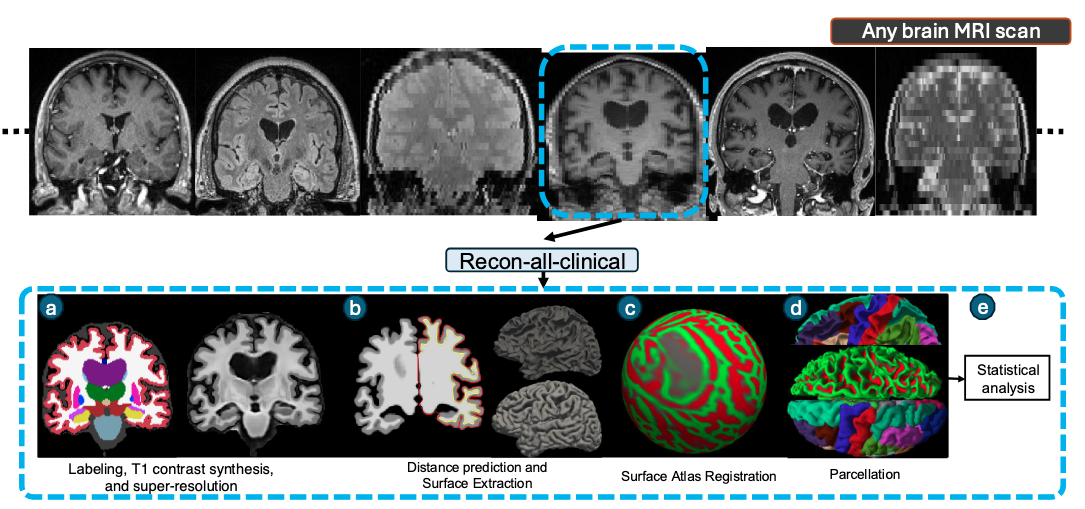 Any brain MRI scan
Recon-all-clinical
a
b
c
d
e
Statistical
analysis
Labeling, T1 contrast synthesis,
and super-resolution
Distance prediction and
Surface Extraction
Surface Atlas Registration
Parcellation